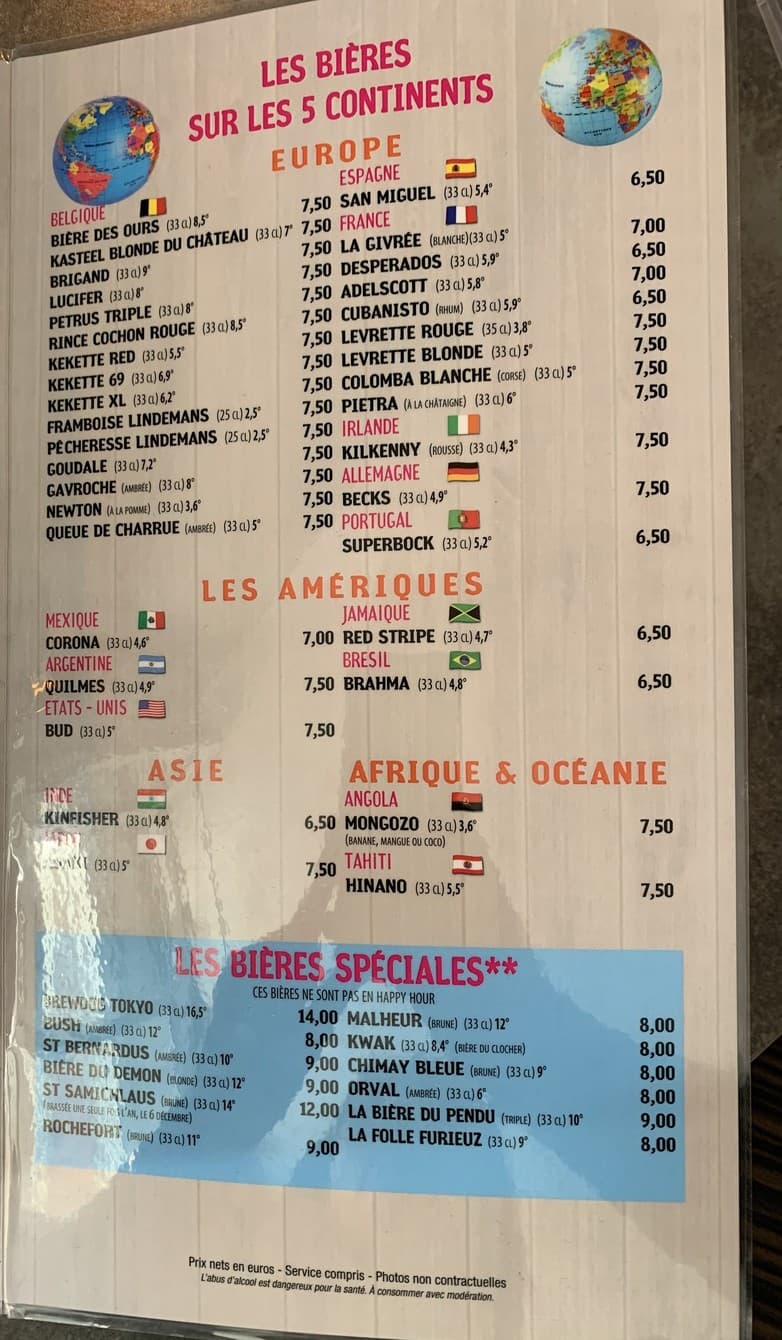 LES BIÈRES
SUR LES 5 CONTINENTS
EUROPE
BELGIQUE
BIÈRE DES OURS (33 CL) 8,5° 7,50
KASTEEL BLONDE DU CHÂTEAU (33 CL) 7° 7,50
BRIGAND (33 CL) 9° 7,50
LUCIFER (33 CL) 8° 7,50
PETRUS TRIPLE (33 CL) 8° 7,50
RINCE COCHON ROUGE (33 CL) 8,5° 7,50
KEKETTE RED (33 CL) 5,5° 7,50
KEKETTE 69 (33 CL) 6,9° 7,50
KEKETTE XL (33 CL) 6,2° 7,50
FRAMBOISE LINDEMANS (25 CL) 2,5° 7,50
PÊCHERESSE LINDEMANS (25 CL) 2,5° 7,50
GOUDALE (33 CL) 7,2° 7,50
GAVROCHE (AMBRÉE) (33 CL) 8° 7,50
NEWTON (À LA POMME) (33 CL) 3,6° 7,50
QUEUE DE CHARRUE (AMBRÉE) (33 CL) 5° 7,50
ESPAGNE
SAN MIGUEL (33 CL) 5,4° 6,50
FRANCE
LA GIVRÉE (BLANCHE) (33 CL) 5° 7,00
DESPERADOS (33 CL) 5,9° 6,50
ADELSCOTT (33 CL) 5,8° 7,00
CUBANISTO (RHUM) (33 CL) 5,9° 6,50
LEVRETTE ROUGE (35 CL) 3,8° 7,50
LEVRETTE BLONDE (33 CL) 5° 7,50
COLOMBA BLANCHE (CORSE) (33 CL) 5° 7,50
PIETRA (À LA CHÂTAIGNE) (33 CL) 6° 7,50
IRLANDE
KILKENNY (ROUSSE) (33 CL) 4,3° 7,50
ALLEMAGNE
BECKS (33 CL) 4,9° 7,50
PORTUGAL
SUPERBOCK (33 CL) 5,2° 6,50
LES AMÉRIQUES
MEXIQUE
CORONA (33 CL) 4,6° 7,00
ARGENTINE
QUILMES (33 CL) 4,9° 7,50
ETATS - UNIS
BUD (33 CL) 5° 7,50
JAMAIQUE
RED STRIPE (33 CL) 4,7° 6,50
BRESIL
BRAHMA (33 CL) 4,8° 6,50
ASIE
INDE
KINFISHER (33 CL) 4,8° 6,50
(33 CL) 5° 7,50
AFRIQUE & OCÉANIE
ANGOLA
MONGOZO (33 CL) 3,6° 7,50
(BANANE, MANGUE OU COCO)
TAHITI
HINANO (33 CL) 5,5° 7,50
LES BIÈRES SPÉCIALES**
CES BIÈRES NE SONT PAS EN HAPPY HOUR
BREWDOG TOKYO (33 CL) 16,5° 14,00
BUSH (AMBRÉE) (33 CL) 12° 8,00
ST BERNARDUS (AMBRÉE) (33 CL) 10° 9,00
BIÈRE DU DEMON (BLONDE) (33 CL) 12° 9,00
ST SAMICHLAUS (BRUNE) (33 CL) 14° 12,00
(BRASSÉE UNE SEULE FOIS L'AN, LE 6 DÉCEMBRE)
ROCHEFORT (BRUNE) (33 CL) 11° 9,00
MALHEUR (BRUNE) (33 CL) 12° 8,00
KWAK (33 CL) 8,4° (BIÈRE DU CLOCHER) 8,00
CHIMAY BLEUE (BRUNE) (33 CL) 9° 8,00
ORVAL (AMBRÉE) (33 CL) 6° 8,00
LA BIÈRE DU PENDU (TRIPLE) (33 CL) 10° 9,00
LA FOLLE FURIEUZ (33 CL) 9° 8,00
Prix nets en euros - Service compris - Photos non contractuelles
L'abus d'alcool est dangereux pour la santé. À consommer avec modération.